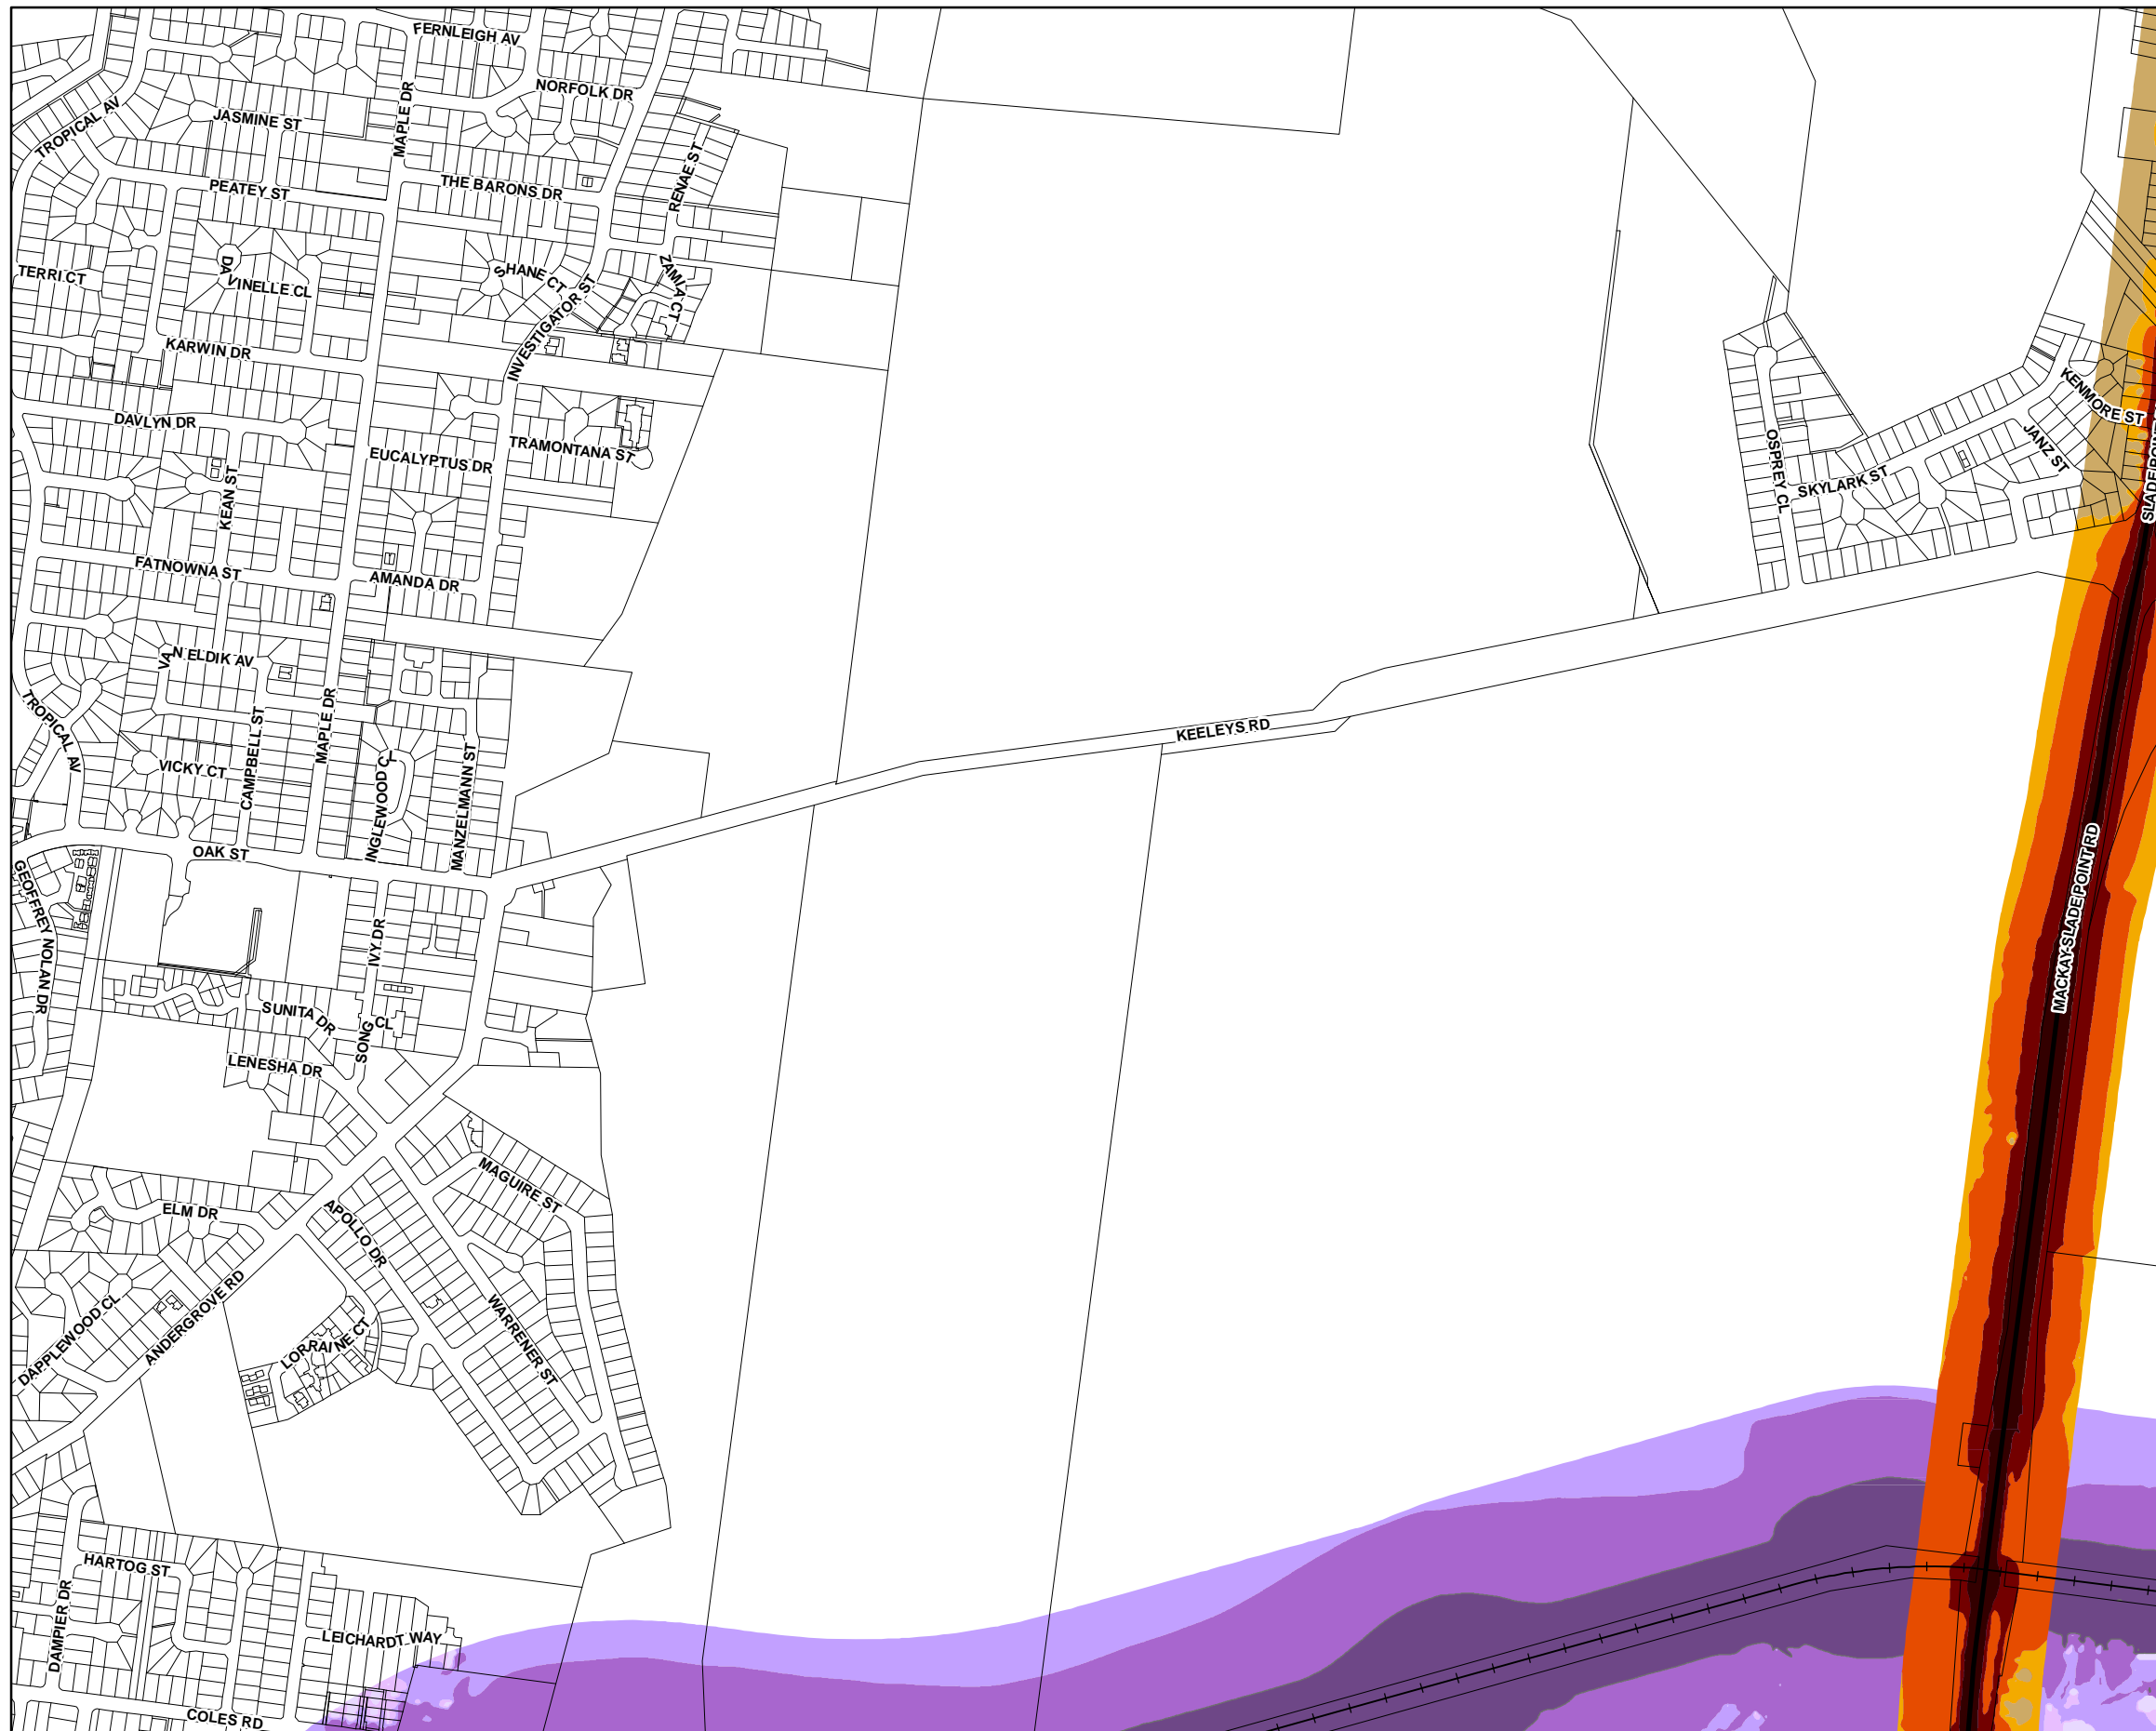 FERNLEIGH AV
NORFOLK DR
TROPICAL AV
JASMINE ST
MAPLE DR
PEATEY ST
THE BARONS DR
RENAE ST
TERRI CT
DAVINELLE CL
SHANE CT
ZAMIA CT
INVESTIGATOR ST
KARWIN DR
KENMORE ST
DAVLYN DR
EUCALYPTUS DR
TRAMONTANA ST
OSPREY CL
JANZ ST
SKYLARK ST
KEAN ST
FATNOWNA ST
AMANDA DR
VAN ELDIK AV
TROPICAL AV
CAMPBELL ST
MAPLE DR
KEELEYS RD
VICKY CT
INGLEWOOD CL
MANZELMANN ST
OAK ST
GEOFFREY NOLAN DR
IVY DR
MACKAY-SLADE POINT RD
SUNITA DR
SONG CL
LENESHA DR
MAGUIRE ST
ELM DR
APOLLO DR
DAPPLEWOOD CL
ANDERGROVE RD
LORRAINE CT
WARRENER ST
HARTOG ST
DAMPIER DR
LEICHARDT WAY
COLES RD